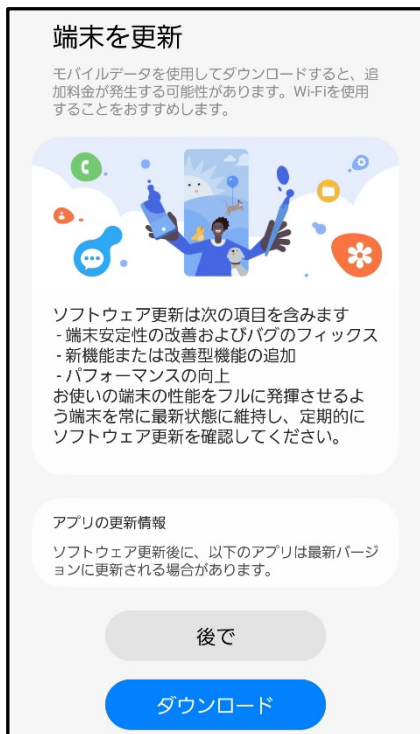 端末を更新
モバイルデータを使用してダウンロードすると、追
加料金が発生する可能性があります。Wi-Fiを使用
することをおすすめします。
ソフトウェア更新は次の項目を含みます
- 端末安定性の改善およびバグのフィックス
- 新機能または改善型機能の追加
- パフォーマンスの向上
お使いの端末の性能をフルに発揮させるよ
う端末を常に最新状態に維持し、定期的に
ソフトウェア更新を確認してください。
アプリの更新情報
ソフトウェア更新後に、以下のアプリは最新バージ
ョンに更新される場合があります。
後で
ダウンロード